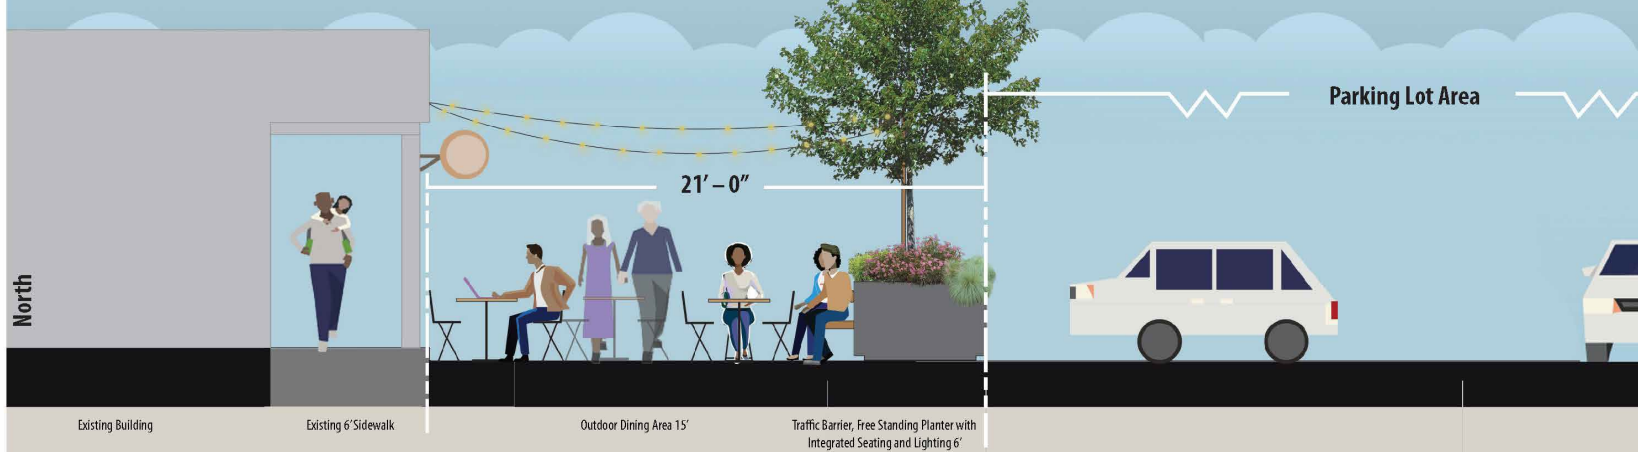 Parking Lot Area
21’ – 0”
North
Existing Building
Existing 6’ Sidewalk
Outdoor Dining Area 15’
Traffic Barrier, Free Standing Planter with
Integrated Seating and Lighting 6’